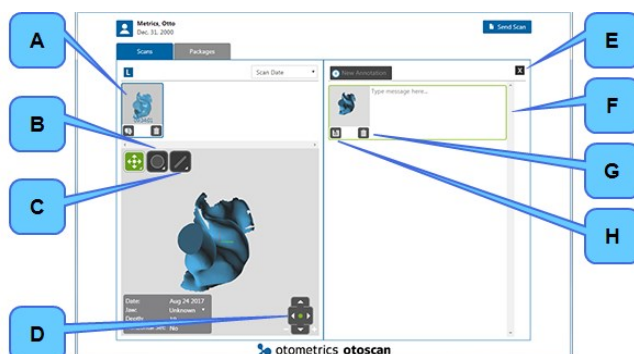 A
B
C
D
E
F
G
H
Metrics, Otto
Dec. 31, 2000
Send Scan
Scans
Packages
L
Scan Date
New Annotation
X
Type message here...
Date: Aug 24 2017
Jaw: Unknown
Depth:
No
otometrics otoscan